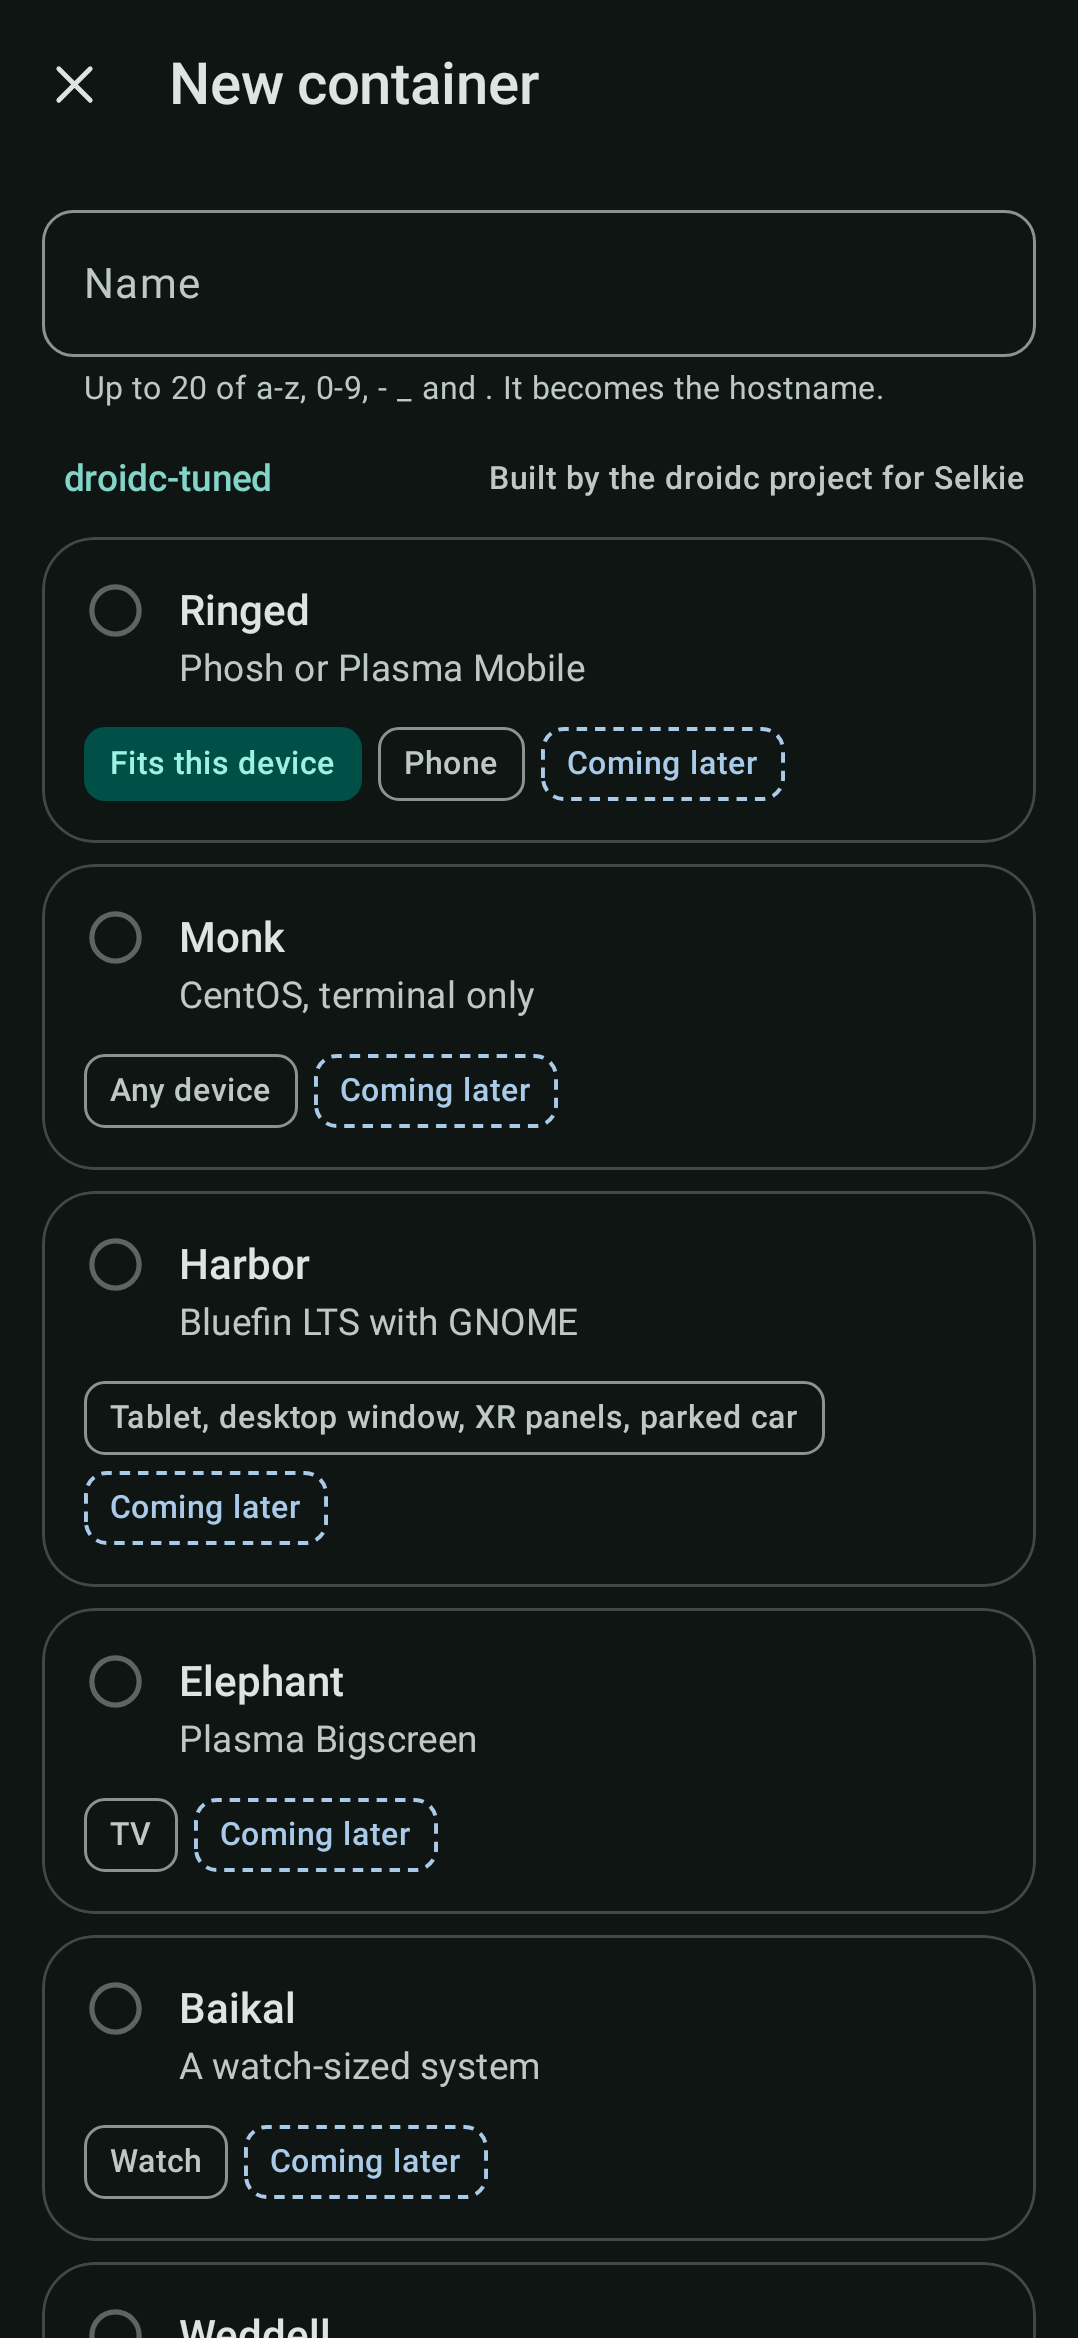 New container
Name
Up to 20 of a-z, 0-9, - _ and . It becomes the hostname.
droidc-tuned
Built by the droidc project for Selkie
Ringed
Phosh or Plasma Mobile
Fits this device
Phone
Coming later
Monk
CentOS, terminal only
Any device
Coming later
Harbor
Bluefin LTS with GNOME
Tablet, desktop window, XR panels, parked car
Coming later
Elephant
Plasma Bigscreen
TV
Coming later
Baikal
A watch-sized system
Watch
Coming later
Weddell